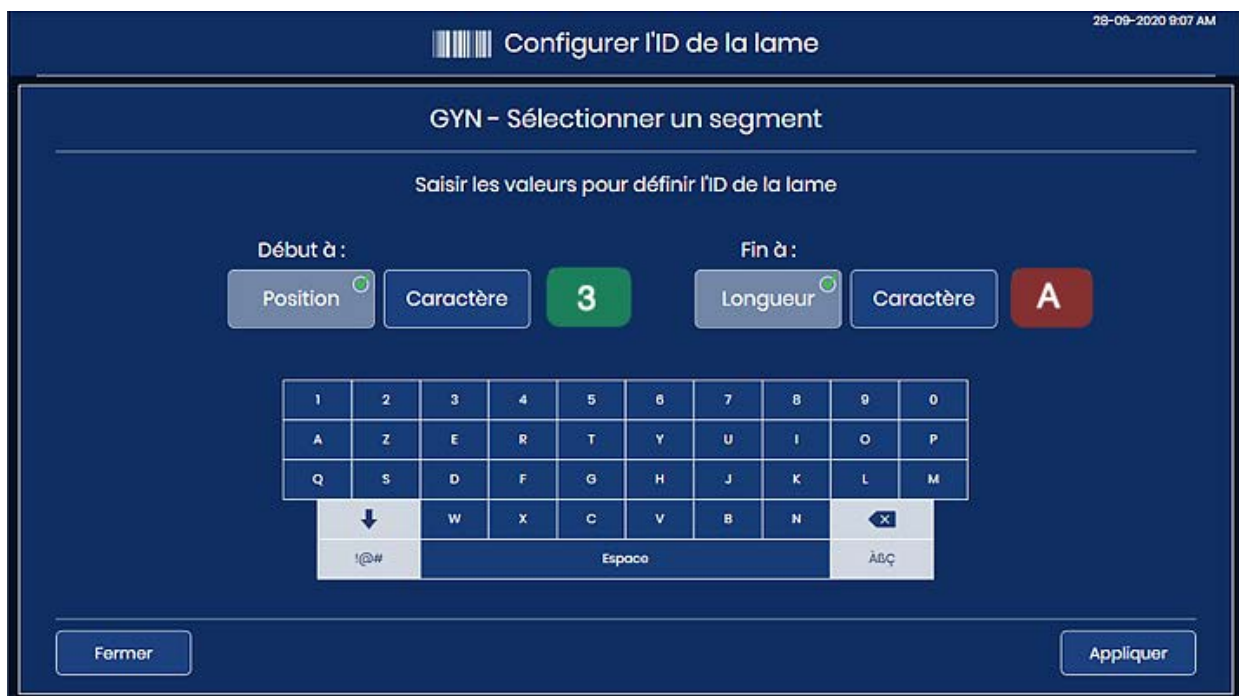 28-09-2020 9:07 AM
Configurer l'ID de la lame
GYN - Sélectionner un segment
Saisir les valeurs pour définir l'ID de la lame
Début à : Fin à :
Position Caractère 3 Longueur Caractère A
1 2 3 4 5 6 7 8 9 0
A Z E R T Y U I O P
Q S D F G H J K L M
W X C V B N
!@# Espace ÀßÇ
Fermer Appliquer